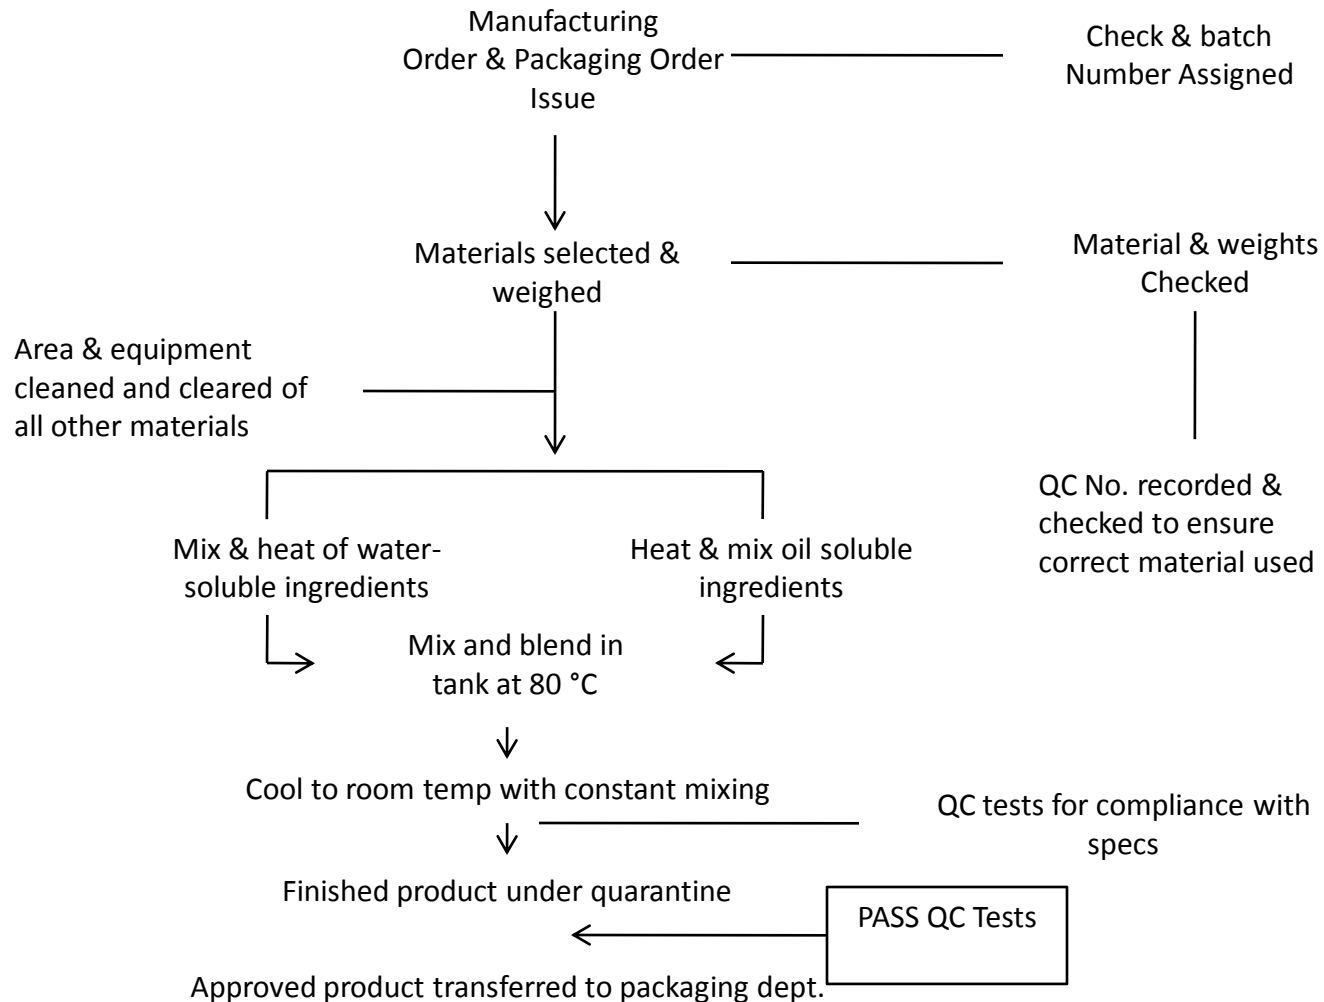 Manufacturing
Order & Packaging Order
Issue
Check & batch
Number Assigned
Materials selected &
weighed
Material & weights
Checked
Area & equipment
cleaned and cleared of
all other materials
QC No. recorded &
checked to ensure
correct material used
Mix & heat of water-
soluble ingredients
Heat & mix oil soluble
ingredients
Mix and blend in
tank at 80 °C
Cool to room temp with constant mixing
QC tests for compliance with
specs
Finished product under quarantine
PASS QC Tests
Approved product transferred to packaging dept.